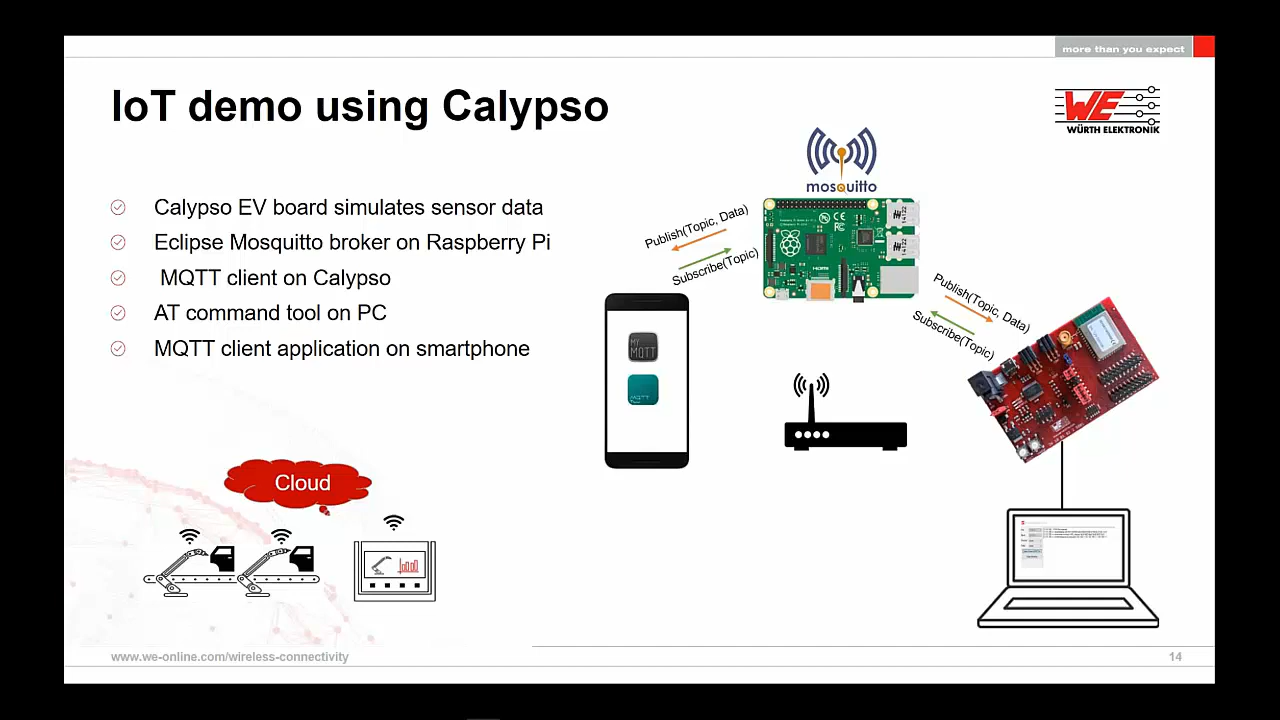 more than you expect
IoT demo using Calypso
WE
WÜRTH ELEKTRONIK
mosquitto
Calypso EV board simulates sensor data
Eclipse Mosquitto broker on Raspberry Pi
MQTT client on Calypso
AT command tool on PC
MQTT client application on smartphone
Publish(Topic, Data)
Subscribe(Topic)
Publish(Topic, Data)
Subscribe(Topic)
MY
MQTT
MQTT
Cloud
www.we-online.com/wireless-connectivity
14